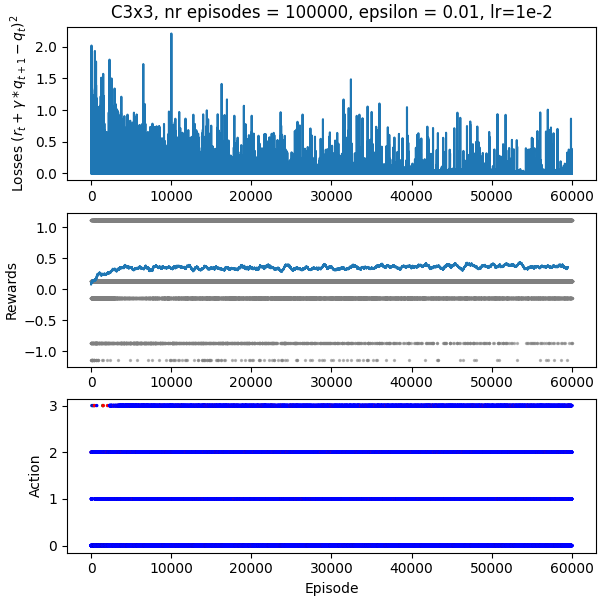 C3x3, nr episodes = 100000, epsilon = 0.01, lr=1e-2
Losses $(r_t + \gamma * q_{t+1} - q_t)^2$
2.0
1.5
1.0
0.5
0.0
0 10000 20000 30000 40000 50000 60000
Rewards
1.0
0.5
0.0
−0.5
−1.0
0 10000 20000 30000 40000 50000 60000
Action
3
2
1
0
0 10000 20000 30000 40000 50000 60000
Episode